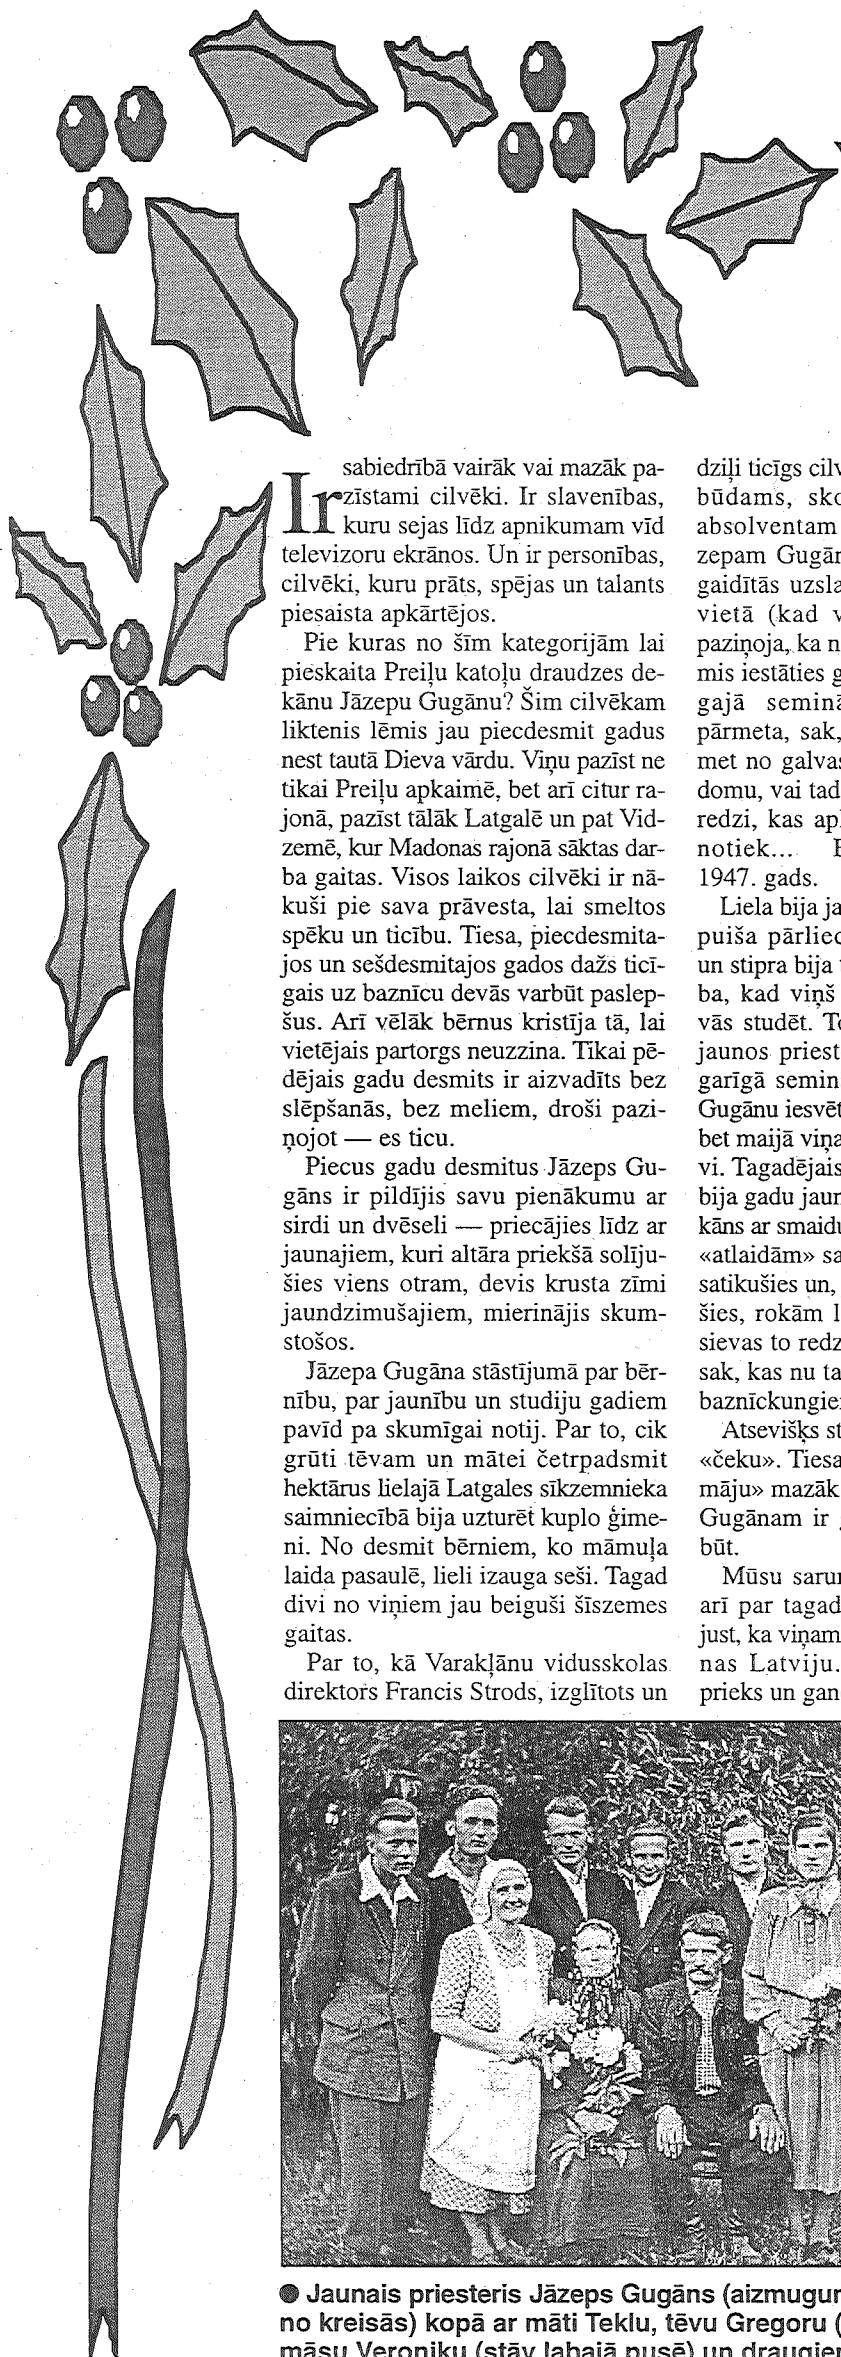 Ir sabiedrībā vairāk vai mazāk pa-
zīstami cilvēki. Ir slavenības,
kuru sejas līdz apnikumam vīd
televizoru ekrānos. Un ir personības,
cilvēki, kuru prāts, spējas un talants
piesaista apkārtējos.
Pie kuras no šīm kategorijām lai
pieskaita Preiļu katoļu draudzes de-
kānu Jāzepu Gugānu? Šim cilvēkam
liktenis lēmis jau piecdesmit gadus
nest tautā Dieva vārdu. Viņu pazīst ne
tikai Preiļu apkaimē, bet arī citur ra-
jonā, pazīst tālāk Latgalē un pat Vid-
zemē, kur Madonas rajonā sāktas dar-
ba gaitas. Visos laikos cilvēki ir nā-
kuši pie sava prāvesta, lai smeltos
spēku un ticību. Tiesa, piecdesmita-
jos un sešdesmitajos gados dažs ticī-
gais uz baznīcu devās varbūt paslep-
šus. Arī vēlāk bērnus kristīja tā, lai
vietējais partorgs neuzzina. Tikai pē-
dējais gadu desmits ir aizvadīts bez
slēpšanās, bez meliem, droši pazi-
ņojot — es ticu.
Piecus gadu desmitus Jāzeps Gu-
gāns ir pildījis savu pienākumu ar
sirdi un dvēseli — priecājies līdz ar
jaunajiem, kuri altāra priekšā solīju-
šies viens otram, devis krusta zīmi
jaundzimušajiem, mierinājis skum-
stošos.
Jāzepa Gugāna stāstījumā par bēr-
nību, par jaunību un studiju gadiem
pavīd pa skumīgai notij. Par to, cik
grūti tēvam un mātei četrpadsmit
hektārus lielajā Latgales sīkzemnieka
saimniecībā bija uzturēt kuplo ģime-
ni. No desmit bērniem, ko māmuļa
laida pasaulē, lieli izauga seši. Tagad
divi no viņiem jau beiguši šīszemes
gaitas.
Par to, kā Varakļānu vidusskolas
direktors Francis Strods, izglītots un
dziļi ticīgs cilv
būdams, sko
absolventam
zepam Gugār
gaidītās uzsla
vietā (kad v
paziņoja, ka n
mis iestāties g
gajā seminā
pārmeta, sak,
met no galvas
domu, vai tad
redzi, kas apk
notiek...
1947. gads.
Liela bija ja
puiša pārliec
un stipra bija t
ba, kad viņš
vās studēt. To
jaunos priest
garīgā semin
Gugānu iesvēt
bet maijā viņa
vi. Tagadējais
bija gadu jaun
kāns ar smaidu
«atlaidām» sa
satikušies un,
šies, rokām l
sievas to redz
sak, kas nu ta
baznīckungie
Atsevišķs st
«čeku». Tiesa
māju» mazāk
Gugānam ir g
būt.
Mūsu sarur
arī par tagad
just, ka viņam
nas Latviju.
prieks un gan
● Jaunais priesteris Jāzeps Gugāns (aizmugur
no kreisās) kopā ar māti Teklu, tēvu Gregoru (
māsu Veroniku (stāv labajā pusē) un draugien